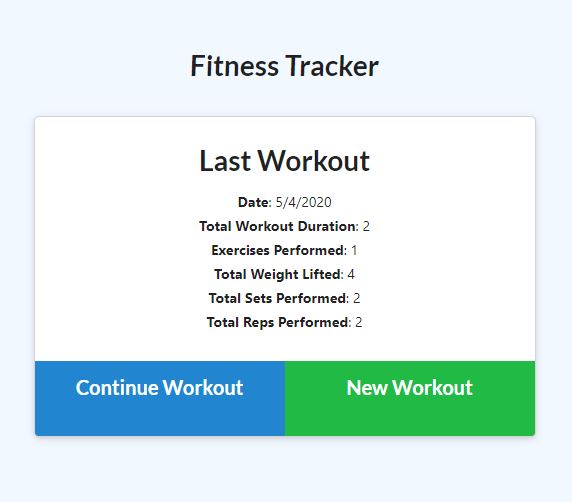 Fitness Tracker
Last Workout
Date: 5/4/2020
Total Workout Duration: 2
Exercises Performed: 1
Total Weight Lifted: 4
Total Sets Performed: 2
Total Reps Performed: 2
Continue Workout New Workout